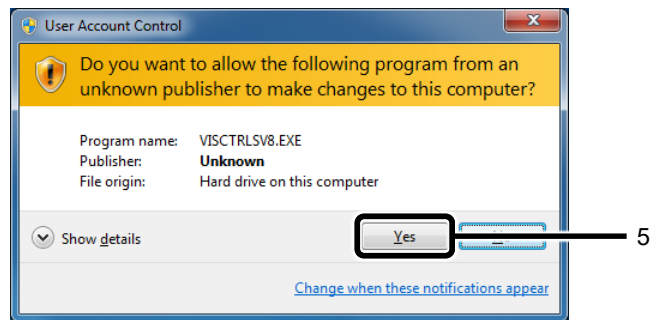 User Account Control
Do you want to allow the following program from an
unknown publisher to make changes to this computer?
Program name: VISCTRLSV8.EXE
Publisher: Unknown
File origin: Hard drive on this computer
Show details
Yes
5
Change when these notifications appear